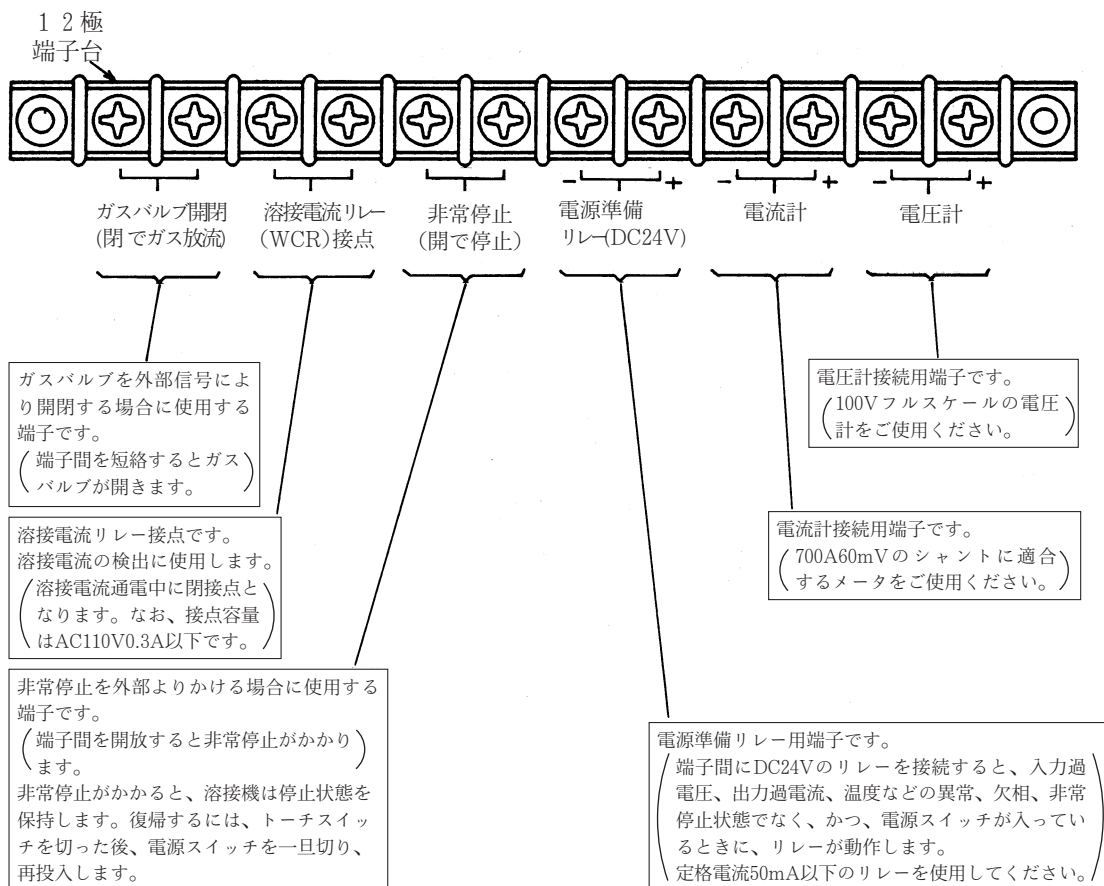 12極
端子台
- + - + - +
ガスバルブ開閉
(閉でガス放流)
溶接電流リレー
(WCR)接点
非常停止
(開で停止)
電源準備
リレー(DC24V)
電流計
電圧計
ガスバルブを外部信号によ
り開閉する場合に使用する
端子です。
(端子間を短絡するとガス
バルブが開きます。)
溶接電流リレー接点です。
溶接電流の検出に使用します。
(溶接電流通電中に閉接点と
なります。なお、接点容量
はAC110V0.3A以下です。)
非常停止を外部よりかける場合に使用する
端子です。
(端子間を開放すると非常停止がかかり
ます。)
非常停止がかかると、溶接機は停止状態を
保持します。復帰するには、トーチスイッ
チを切った後、電源スイッチを一旦切り、
再投入します。
電圧計接続用端子です。
(100Vフルスケールの電圧
計をご使用ください。)
電流計接続用端子です。
(700A60mVのシャントに適合
するメータをご使用ください。)
電源準備リレー用端子です。
(端子間にDC24Vのリレーを接続すると、入力過
電圧、出力過電流、温度などの異常、欠相、非常
停止状態でなく、かつ、電源スイッチが入ってい
るときに、リレーが動作します。
定格電流50mA以下のリレーを使用してください。)